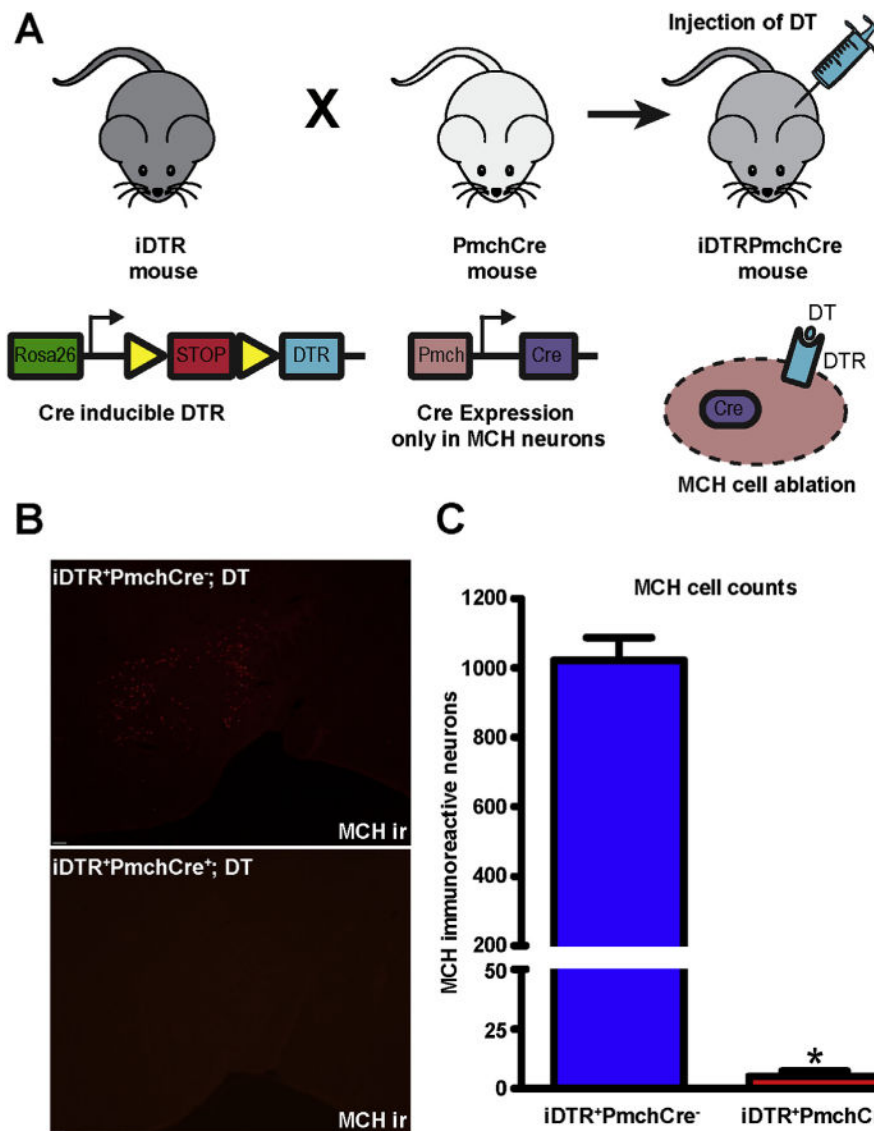 A
Injection of DT
X
iDTR
mouse
PmchCre
mouse
iDTRPmchCre
mouse
Rosa26
STOP
DTR
Pmch
Cre
DT
DTR
Cre
Cre inducible DTR
Cre Expression
only in MCH neurons
MCH cell ablation
B
iDTR⁺PmchCre⁻; DT
MCH ir
iDTR⁺PmchCre⁺; DT
MCH ir
C
MCH cell counts
MCH immunoreactive neurons
1200
1000
800
600
400
200
50
25
0
*
iDTR⁺PmchCre⁻
iDTR⁺PmchC